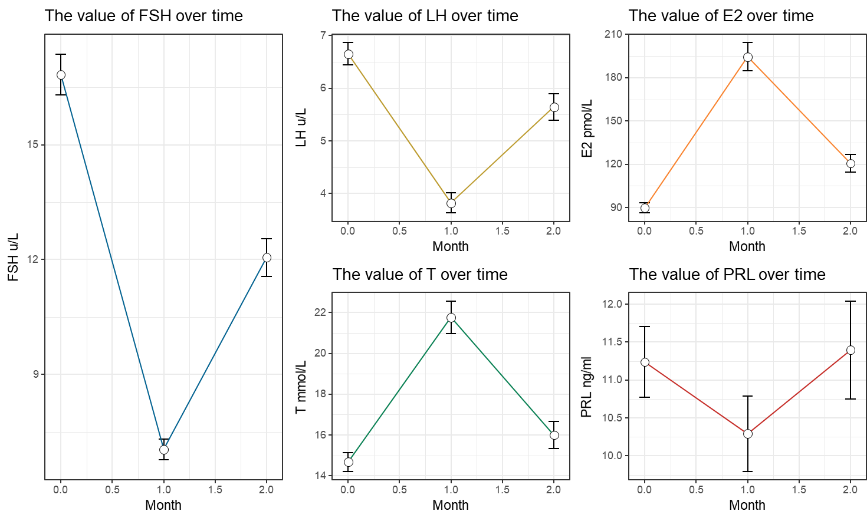 The value of FSH over time
FSH u/L
15
12
9
0.0 0.5 1.0 1.5 2.0
Month
The value of LH over time
LH u/L
7
6
5
4
0.0 0.5 1.0 1.5 2.0
Month
The value of E2 over time
E2 pmol/L
210
180
150
120
90
0.0 0.5 1.0 1.5 2.0
Month
The value of T over time
T mmol/L
22
20
18
16
14
0.0 0.5 1.0 1.5 2.0
Month
The value of PRL over time
PRL ng/ml
12.0
11.5
11.0
10.5
10.0
0.0 0.5 1.0 1.5 2.0
Month